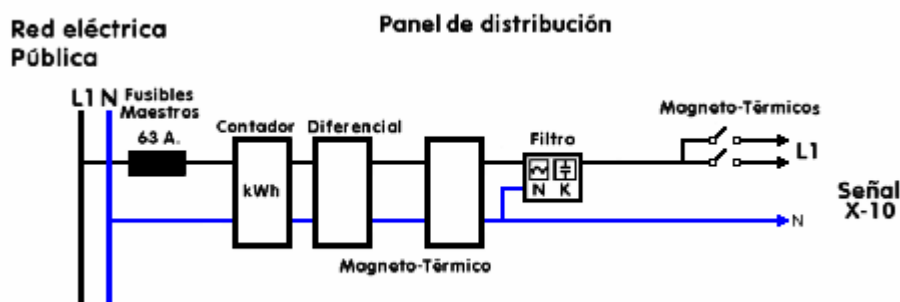 Red eléctrica
Pública
Panel de distribución
L1 N
Fusibles
Maestros
63 A.
Contador
Diferencial
Filtro
Magneto-Térmicos
kWh
N K
L1
Señal
X-10
N
Magneto-Térmico